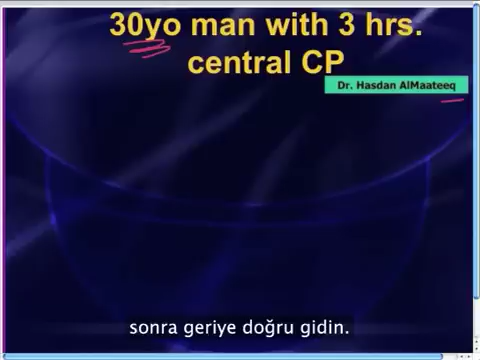 30yo man with 3 hrs.
central CP
Dr. Hasdan AlMaateeq
sonra geriye doğru gidin.